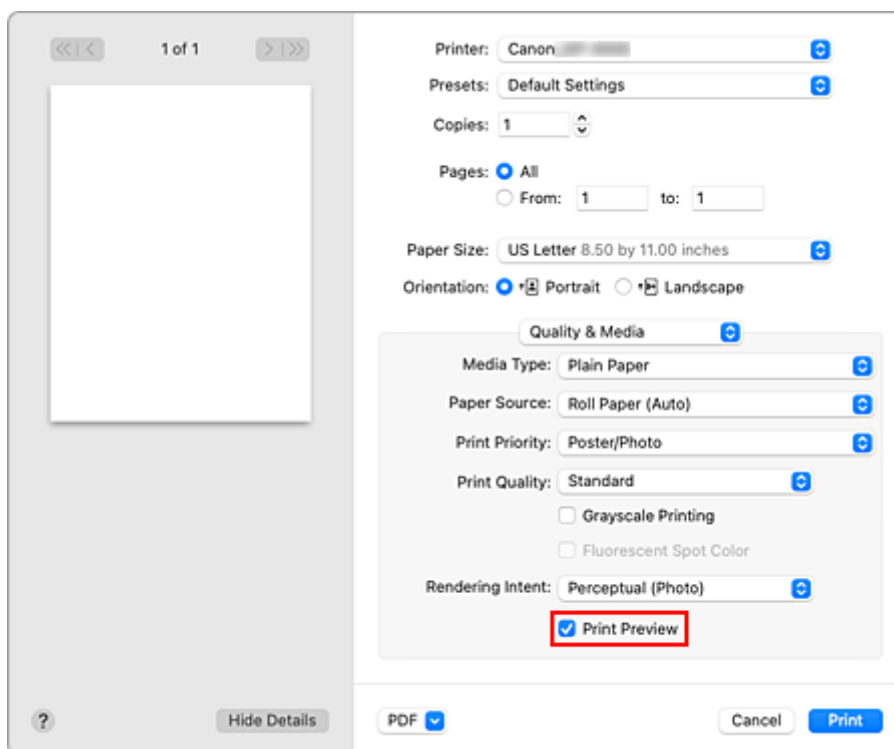 1 of 1
Printer: Canon
Presets: Default Settings
Copies: 1
Pages: All
From: 1 to: 1
Paper Size: US Letter 8.50 by 11.00 inches
Orientation: Portrait Landscape
Quality & Media
Media Type: Plain Paper
Paper Source: Roll Paper (Auto)
Print Priority: Poster/Photo
Print Quality: Standard
Grayscale Printing
Fluorescent Spot Color
Rendering Intent: Perceptual (Photo)
Print Preview
? Hide Details PDF Cancel Print